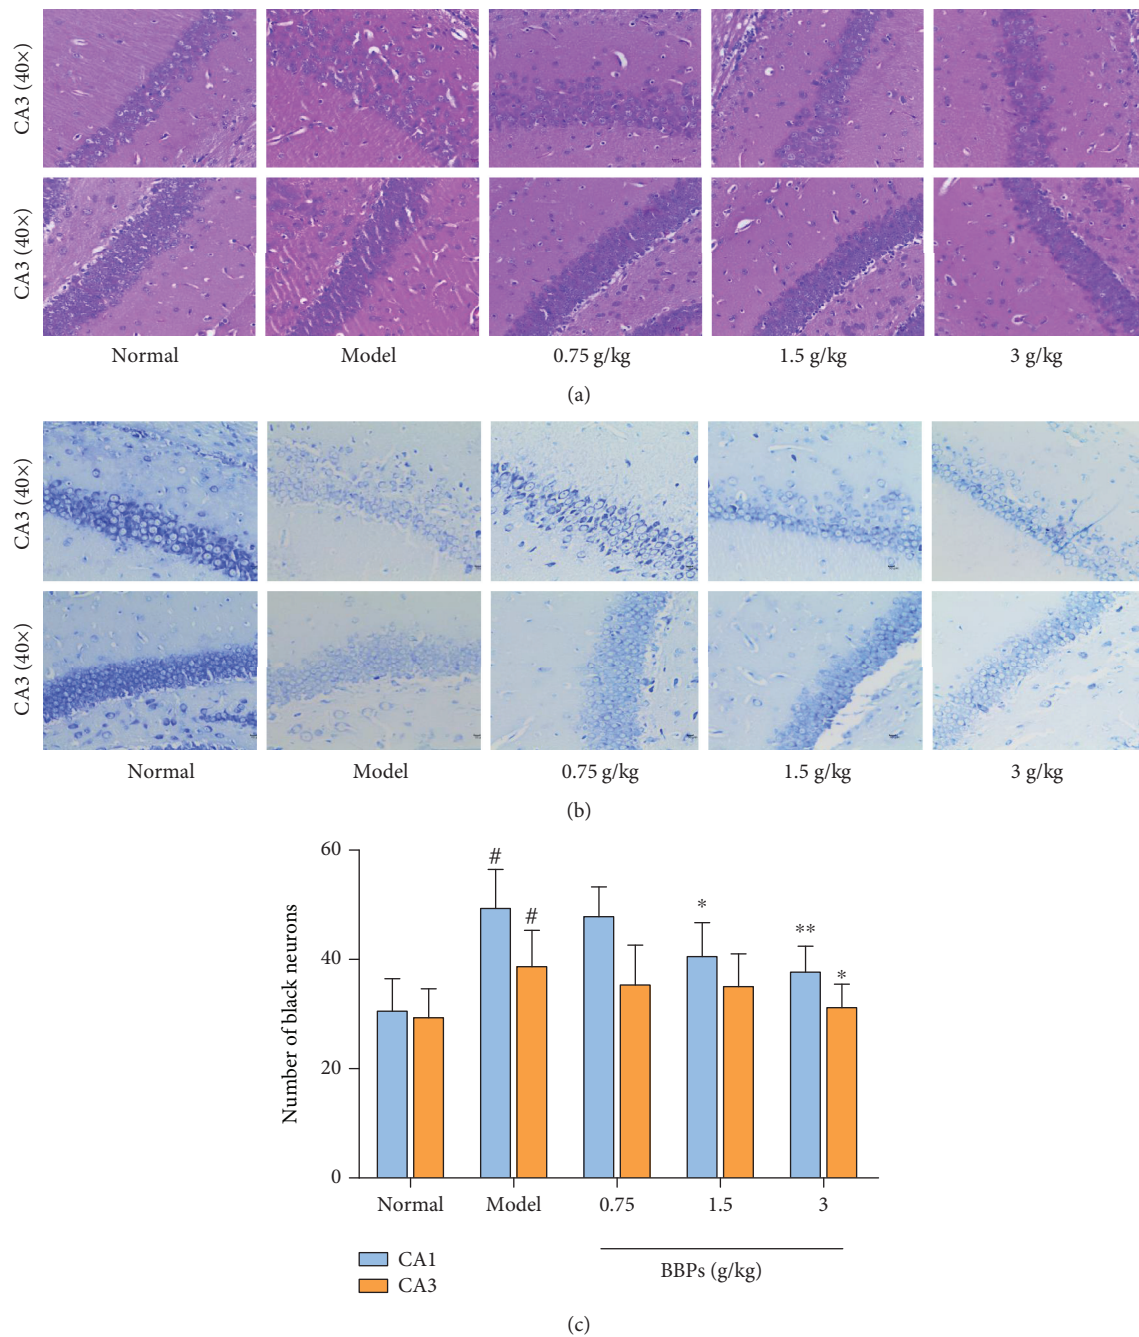 CA3 (40×)
CA3 (40×)
Normal
Model
0.75 g/kg
1.5 g/kg
3 g/kg
(a)
CA3 (40×)
CA3 (40×)
Normal
Model
0.75 g/kg
1.5 g/kg
3 g/kg
(b)
Number of black neurons
60
40
20
0
#
#
*
**
*
Normal
Model
0.75
1.5
3
BBPs (g/kg)
CA1
CA3
(c)